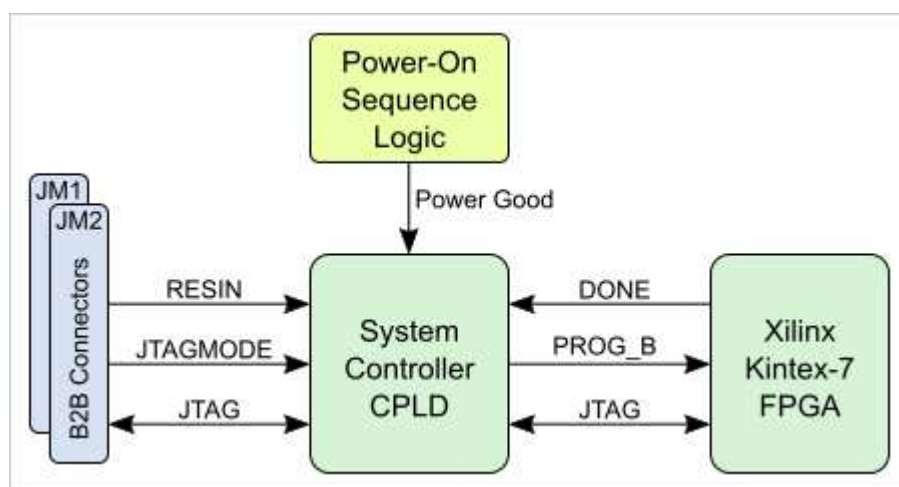 Power-On
Sequence
Logic
Power Good
JM1
JM2
B2B Connectors
RESIN
JTAGMODE
JTAG
System
Controller
CPLD
DONE
PROG_B
JTAG
Xilinx
Kintex-7
FPGA